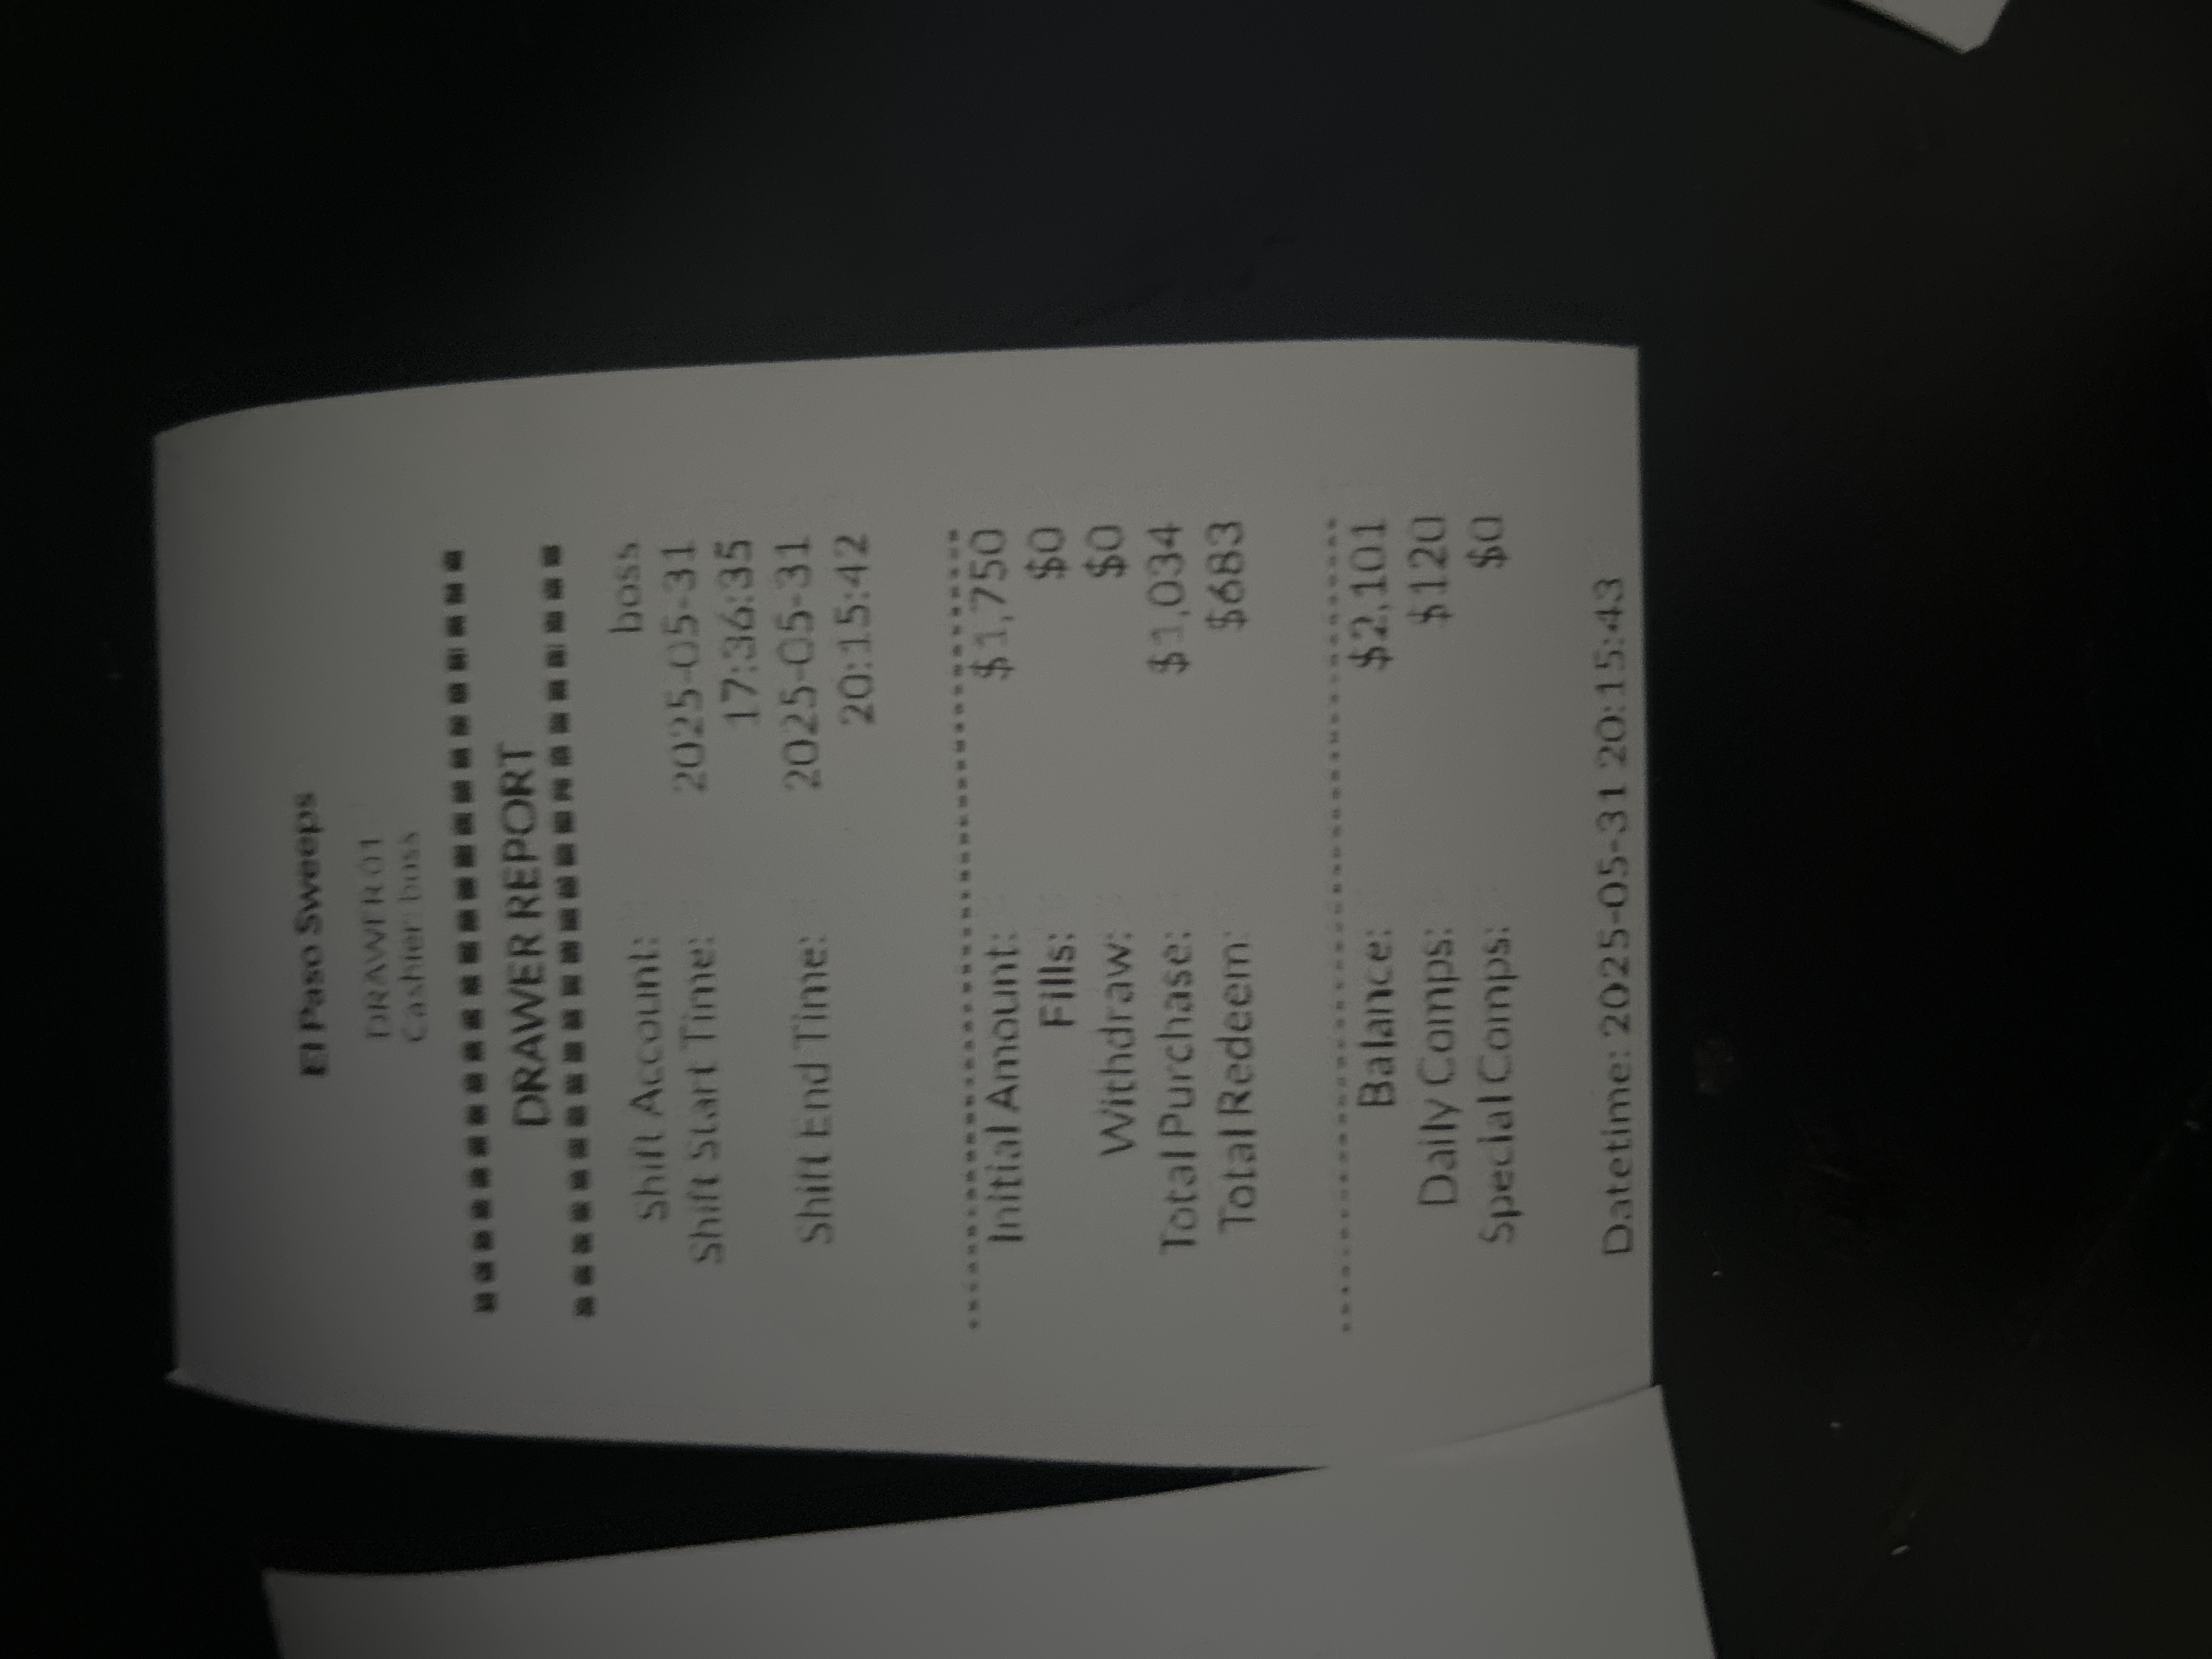 El Paso Sweeps
DRAWER 01
Cashier: boss
DRAWER REPORT
Shift Account: boss
Shift Start Time: 2025-05-31
17:36:35
Shift End Time: 2025-05-31
20:15:42
Initial Amount: $1,750
Fills: $0
Withdraw: $0
Total Purchase: $1,034
Total Redeem: $683
Balance: $2,101
Daily Comps: $120
Special Comps: $0
Datetime: 2025-05-31 20:15:43